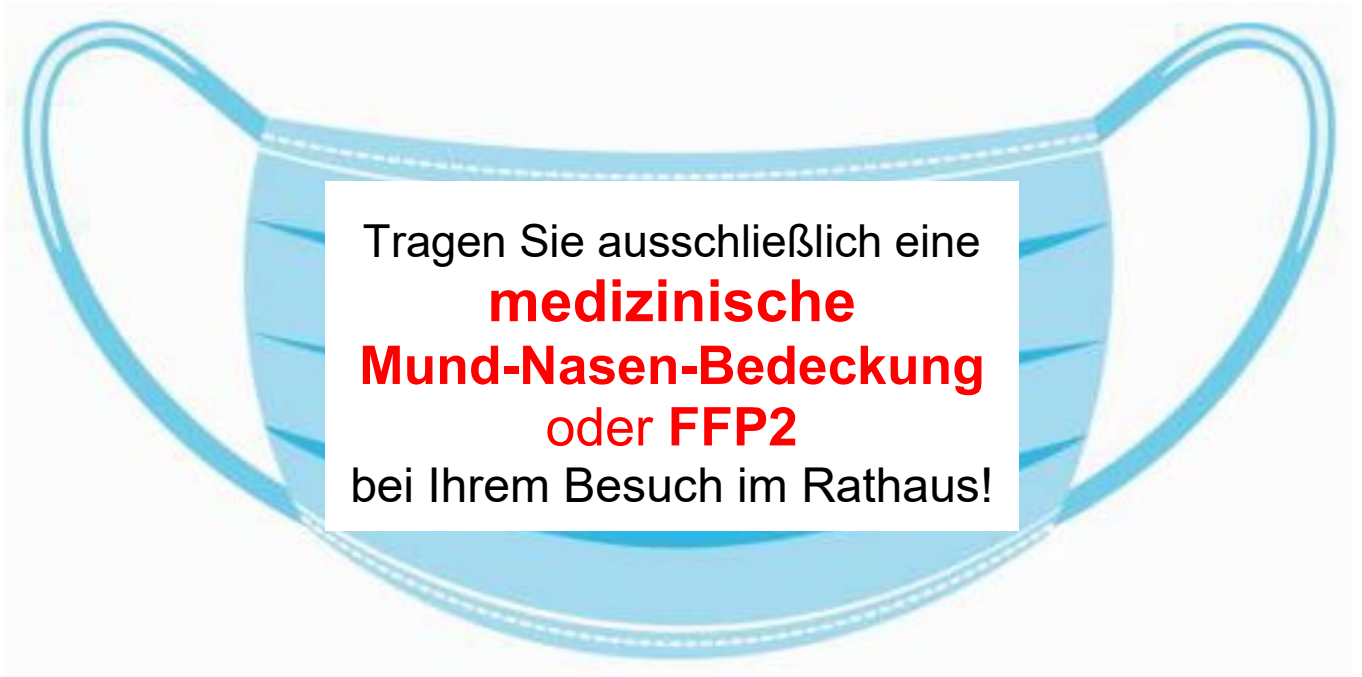 Tragen Sie ausschließlich eine
medizinische
Mund-Nasen-Bedeckung
oder FFP2
bei Ihrem Besuch im Rathaus!